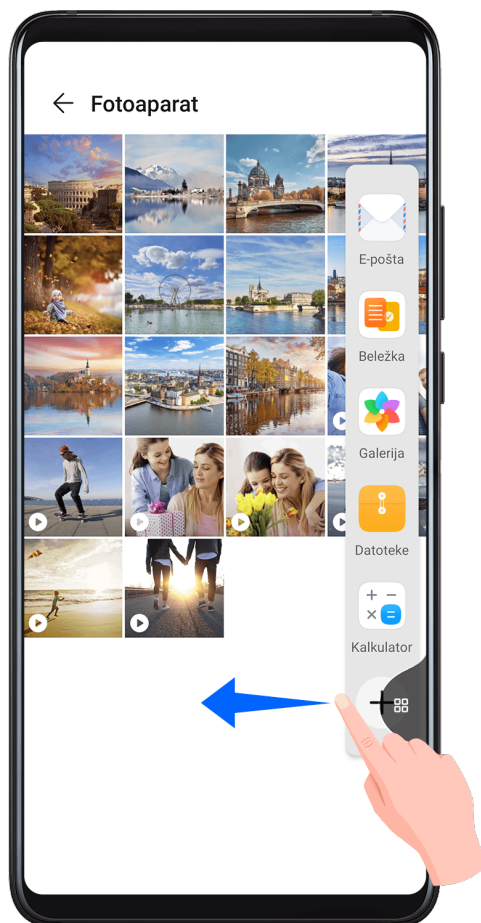 Fotoaparat
E-pošta
Beležka
Galerija
Datoteke
Kalkulator